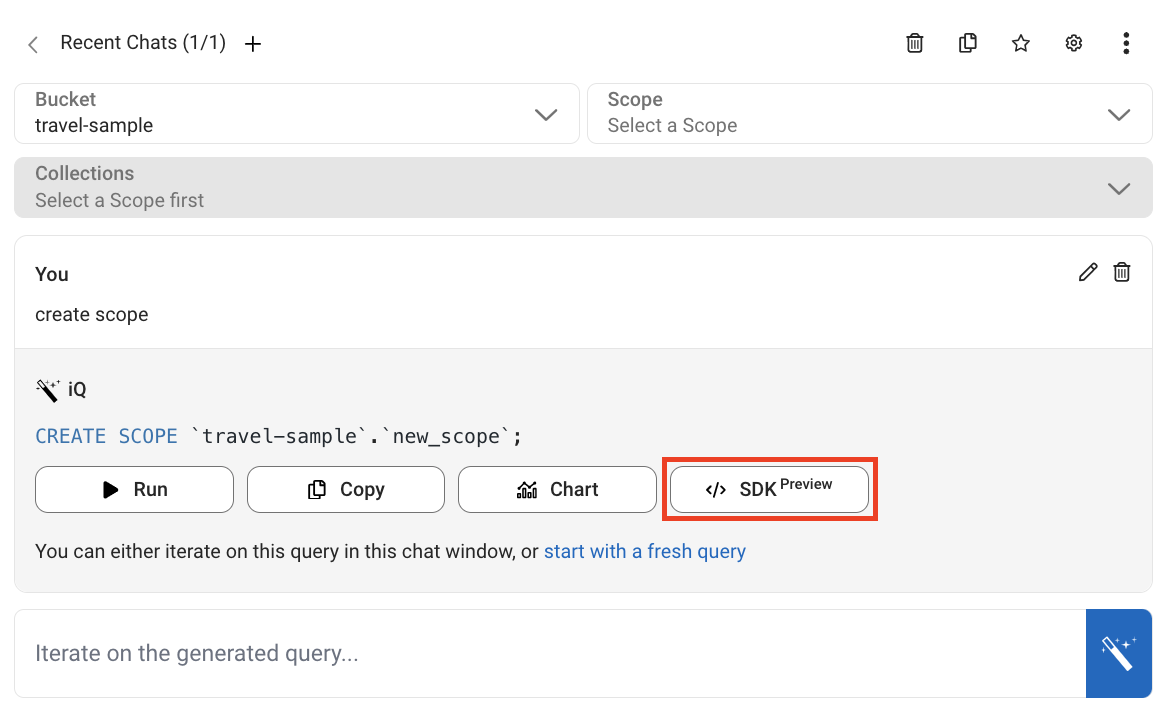 Recent Chats (1/1) +
Bucket
travel-sample
Scope
Select a Scope
Collections
Select a Scope first
You
create scope
iQ
CREATE SCOPE `travel-sample`.`new_scope`;
Run
Copy
Chart
</> SDK Preview
You can either iterate on this query in this chat window, or start with a fresh query
Iterate on the generated query...